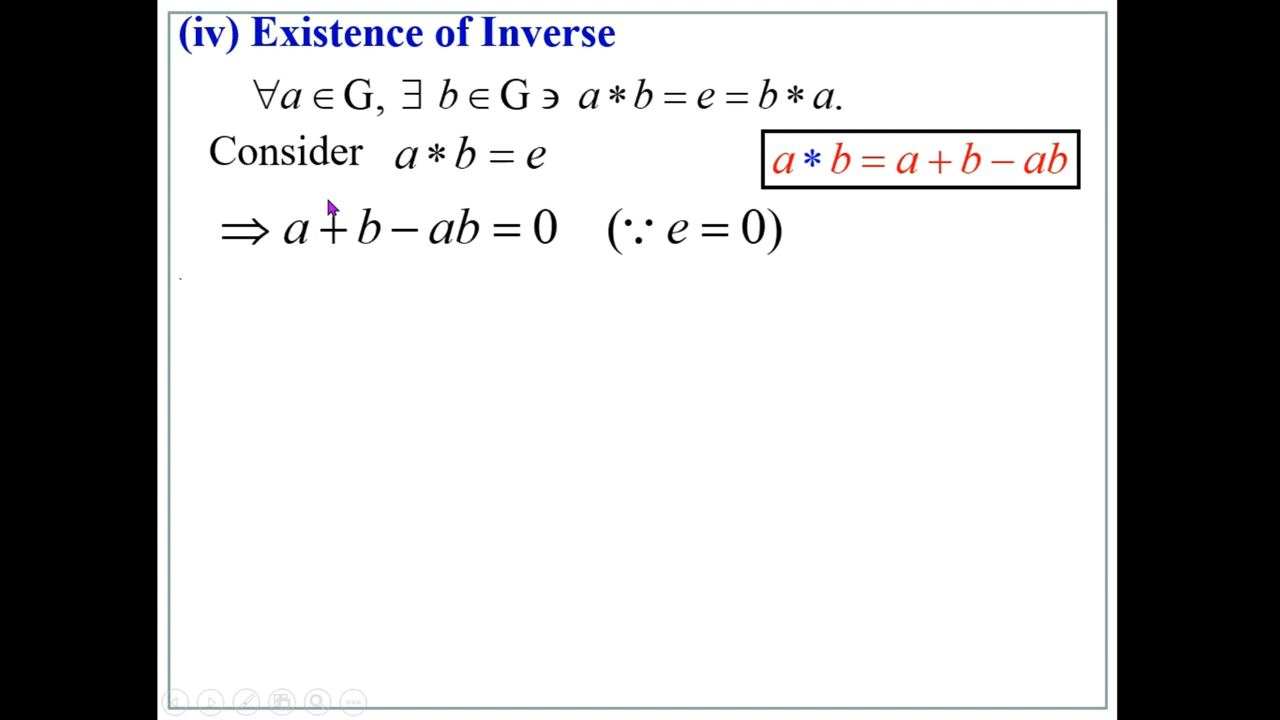 (iv) Existence of Inverse
∀a ∈ G, ∃ b ∈ G ∍ a * b = e = b * a.
Consider a * b = e
a * b = a + b − ab
⇒ a + b − ab = 0 (∵ e = 0)